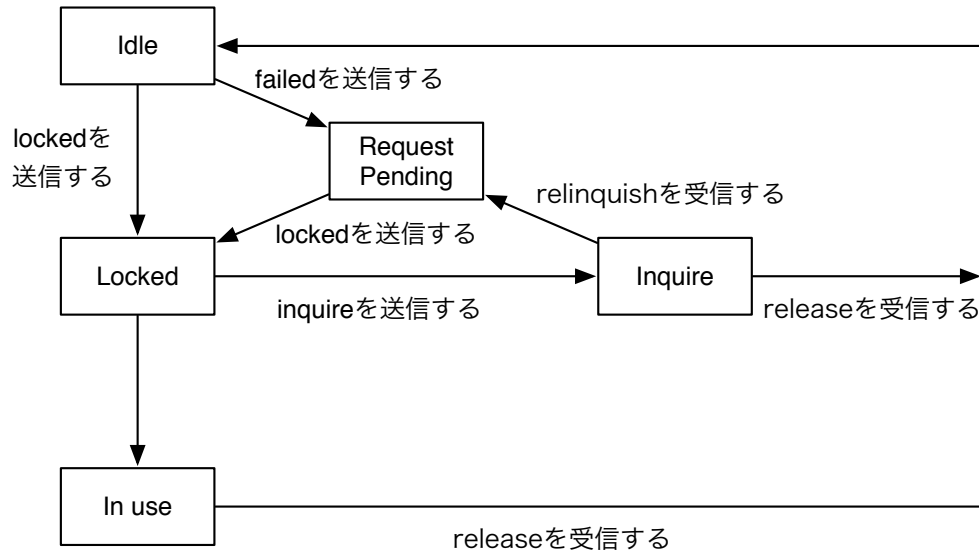 Idle
failedを送信する
lockedを
送信する
Request
Pending
relinquishを受信する
lockedを送信する
Locked
Inquire
inquireを送信する
releaseを受信する
In use
releaseを受信する